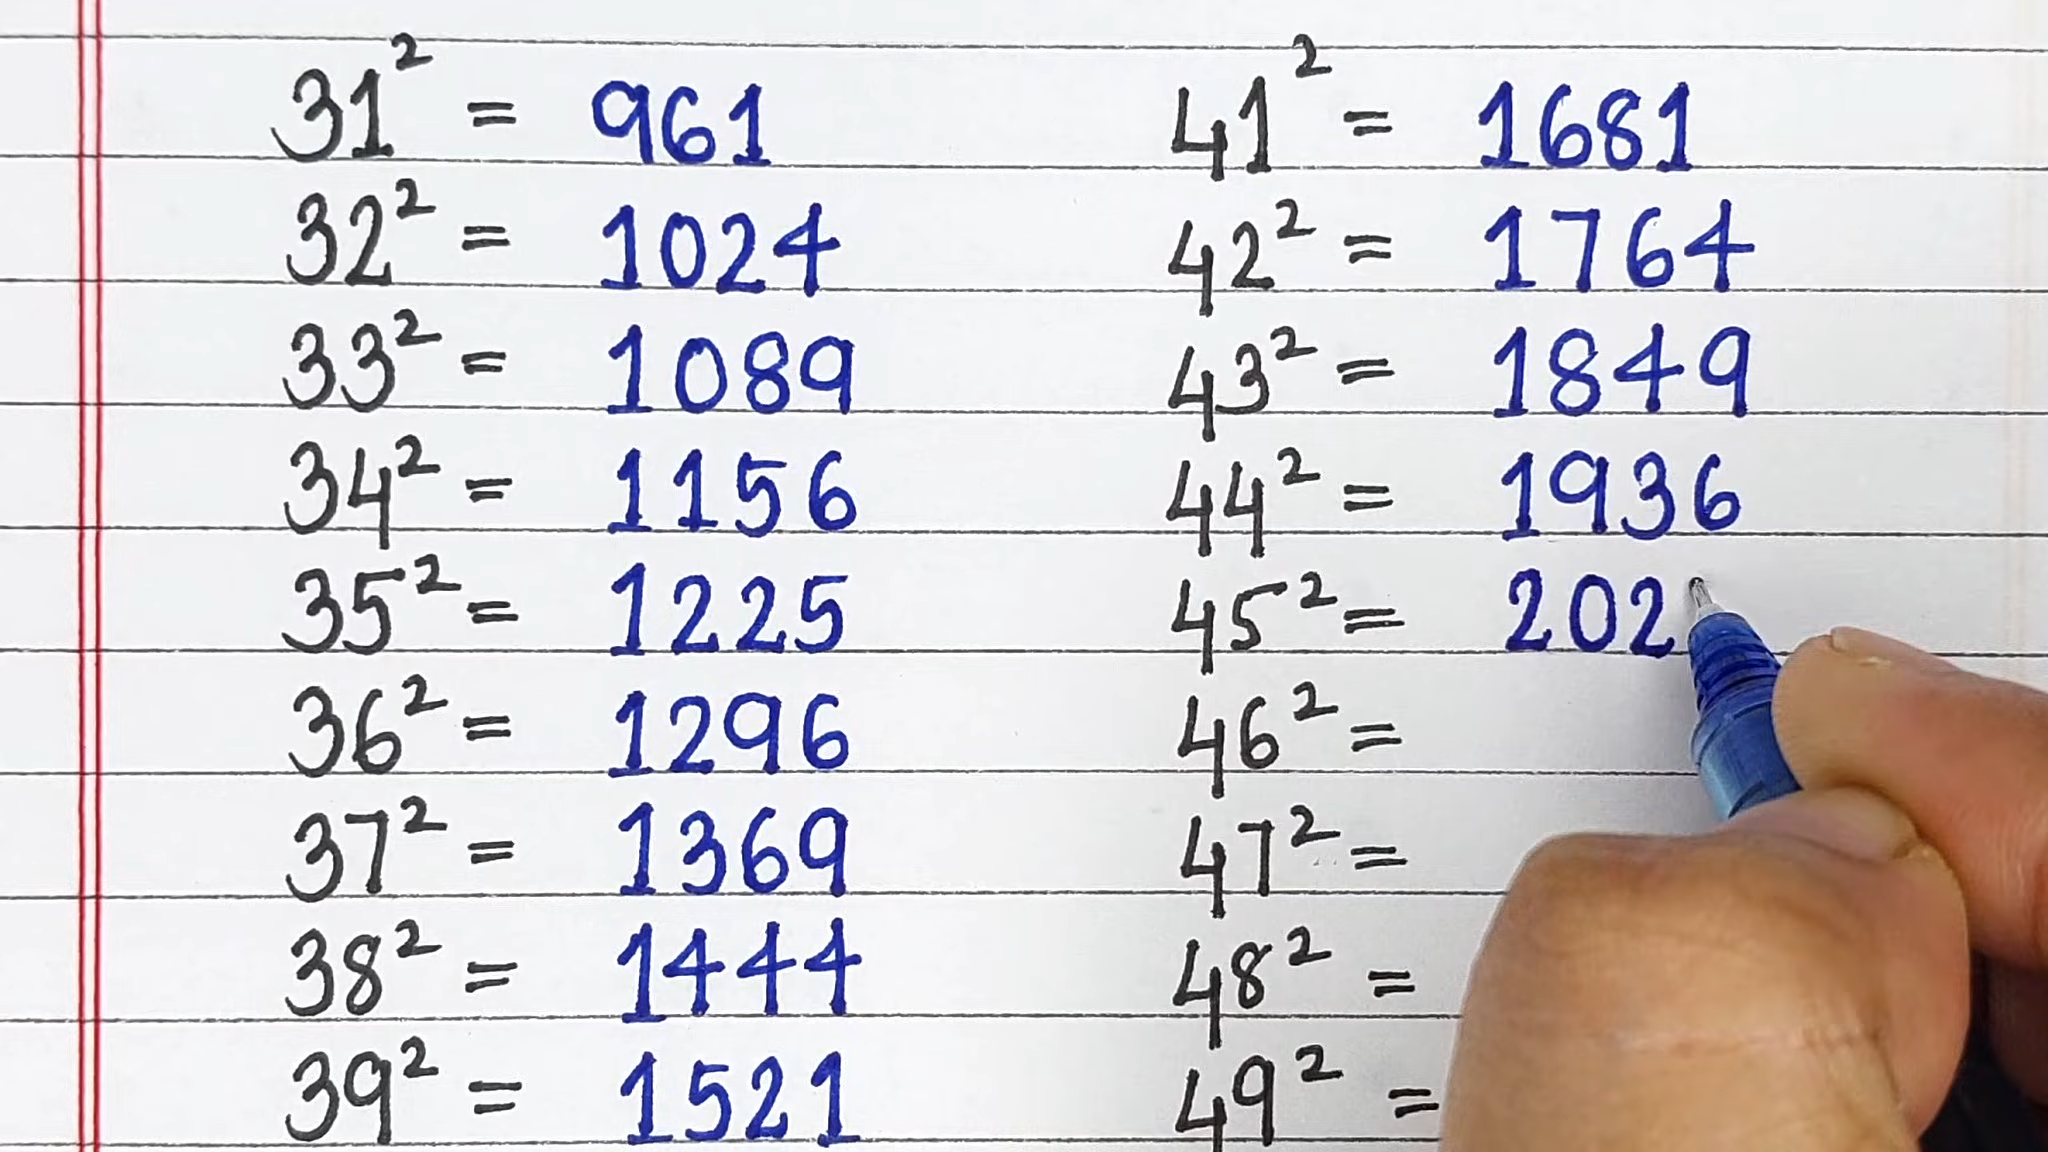 31² = 961
32² = 1024
33² = 1089
34² = 1156
35² = 1225
36² = 1296
37² = 1369
38² = 1444
39² = 1521
41² = 1681
42² = 1764
43² = 1849
44² = 1936
45² = 202
46² =
47² =
48² =
49² =